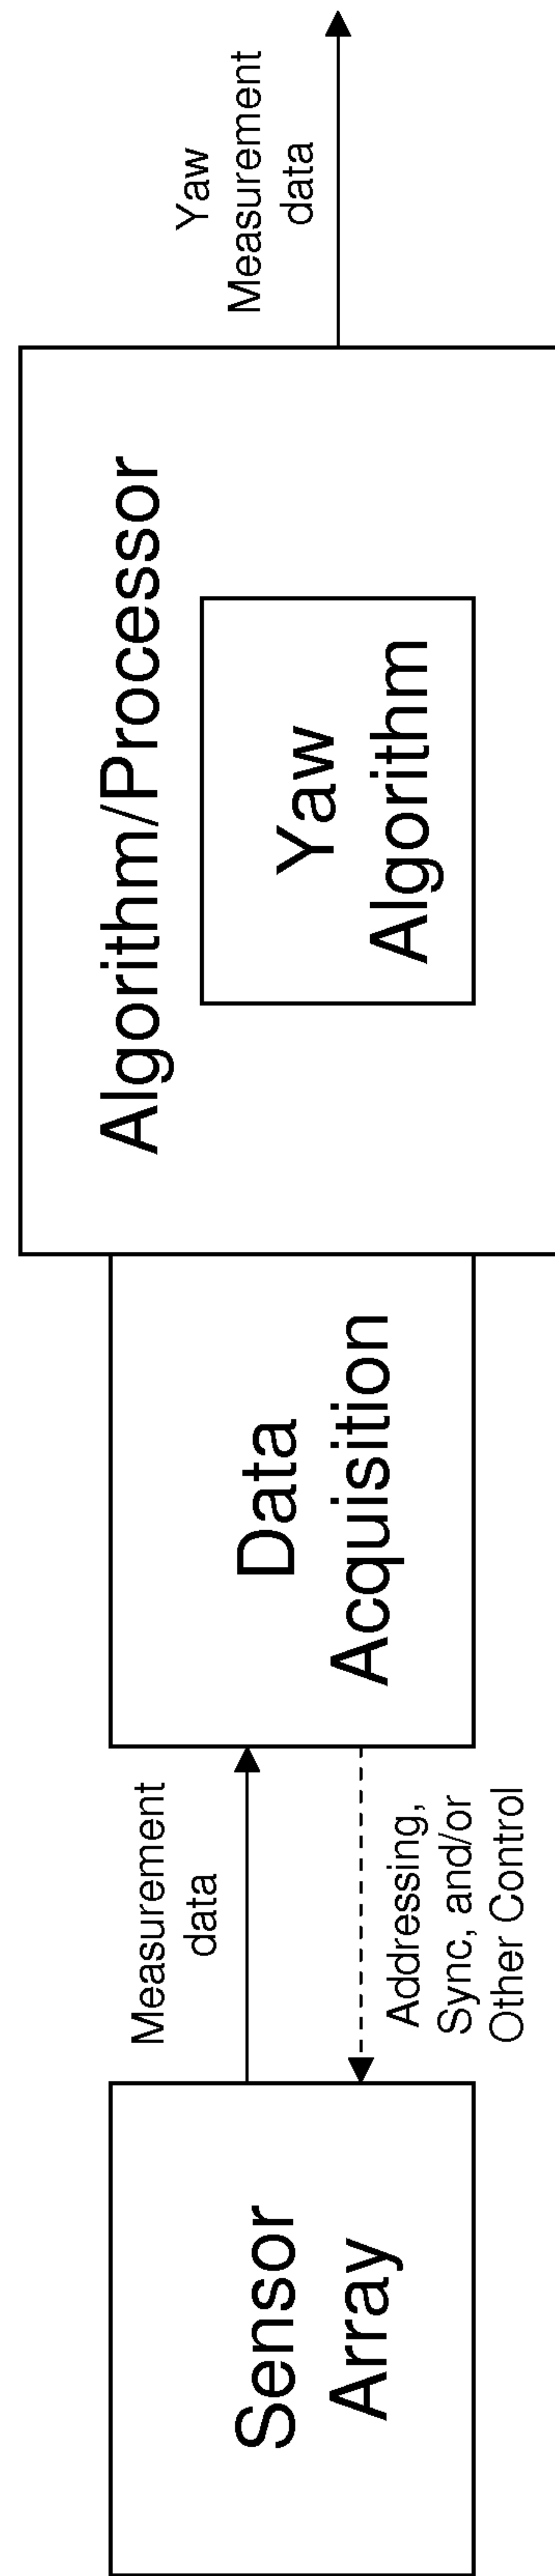 Sensor
Array
Measurement
data
Addressing,
Sync, and/or
Other Control
Data
Acquisition
Algorithm/Processor
Yaw
Algorithm
Yaw
Measurement
data